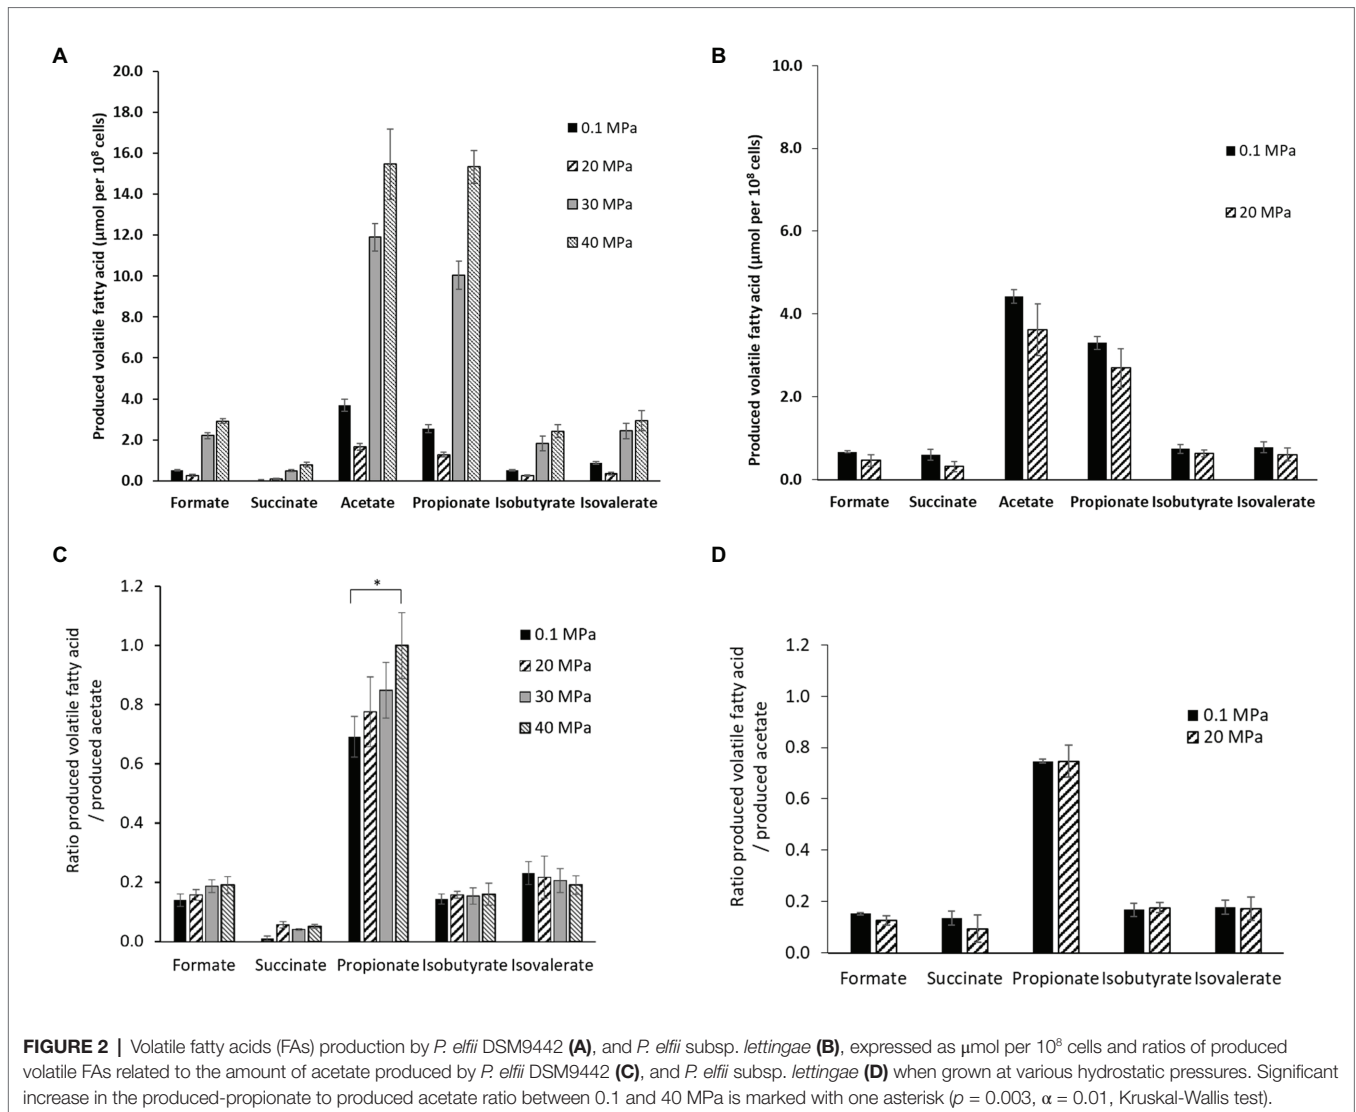 A
Produced volatile fatty acid (µmol per 10⁸ cells)
20.0
18.0
16.0
14.0
12.0
10.0
8.0
6.0
4.0
2.0
0.0
Formate Succinate Acetate Propionate Isobutyrate Isovalerate
0.1 MPa
20 MPa
30 MPa
40 MPa
B
Produced volatile fatty acid (µmol per 10⁸ cells)
10.0
8.0
6.0
4.0
2.0
0.0
Formate Succinate Acetate Propionate Isobutyrate Isovalerate
0.1 MPa
20 MPa
C
Ratio produced volatile fatty acid
/ produced acetate
1.2
1.0
0.8
0.6
0.4
0.2
0.0
*
Formate Succinate Propionate Isobutyrate Isovalerate
0.1 MPa
20 MPa
30 MPa
40 MPa
D
Ratio produced volatile fatty acid
/ produced acetate
1.2
1.0
0.8
0.6
0.4
0.2
0.0
Formate Succinate Propionate Isobutyrate Isovalerate
0.1 MPa
20 MPa
FIGURE 2 | Volatile fatty acids (FAs) production by P. elfii DSM9442 (A), and P. elfii subsp. lettingae (B), expressed as µmol per 10⁸ cells and ratios of produced
volatile FAs related to the amount of acetate produced by P. elfii DSM9442 (C), and P. elfii subsp. lettingae (D) when grown at various hydrostatic pressures. Significant
increase in the produced-propionate to produced acetate ratio between 0.1 and 40 MPa is marked with one asterisk (p = 0.003, α = 0.01, Kruskal-Wallis test).